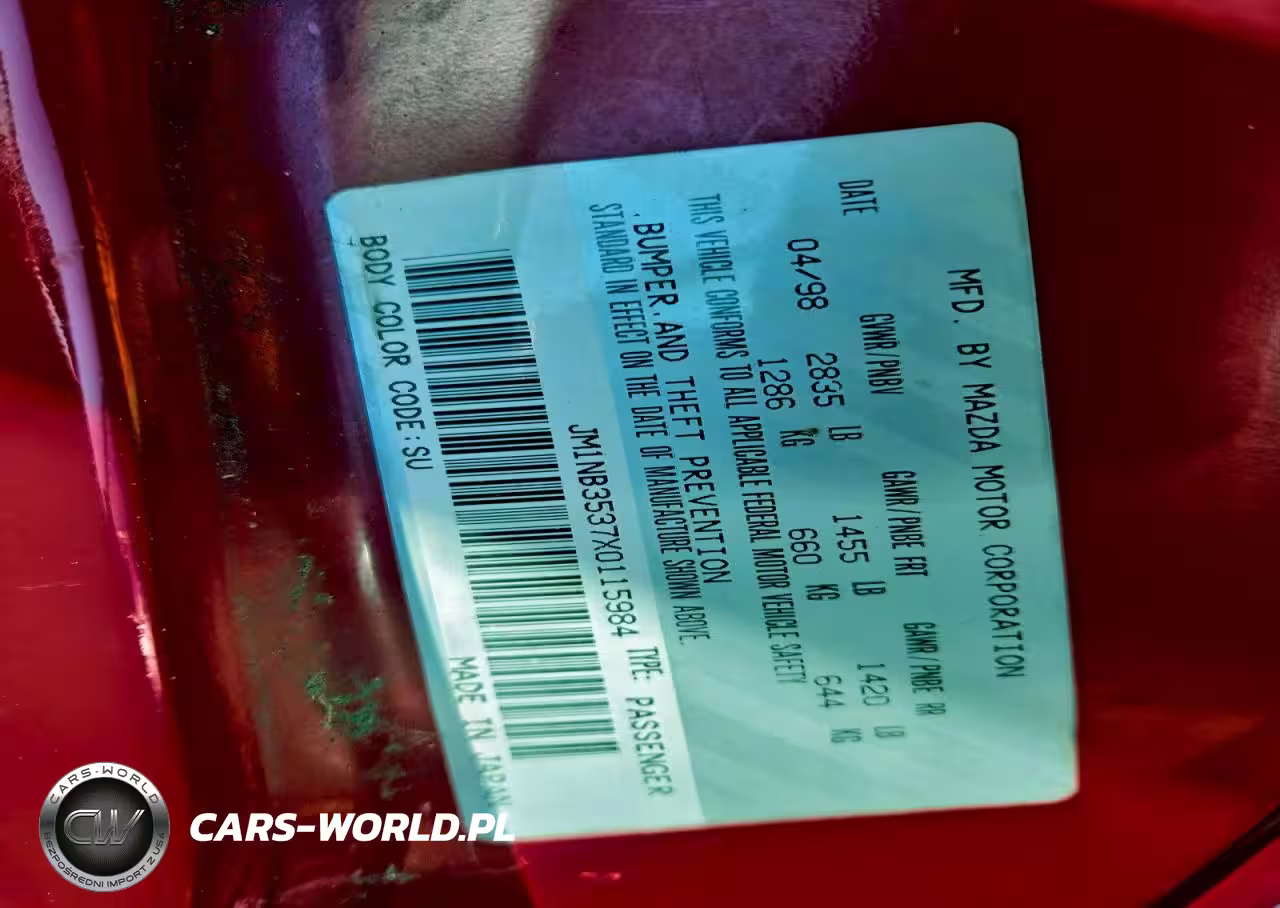 MFD. BY MAZDA MOTOR CORPORATION
DATE GVWR/PNBV GAWR/PNBE FRT GAWR/PNBE RR
04/98 2835 LB 1455 LB 1420 LB
1286 KG 660 KG 644 KG
THIS VEHICLE CONFORMS TO ALL APPLICABLE FEDERAL MOTOR VEHICLE SAFETY
, BUMPER, AND THEFT PREVENTION
STANDARD IN EFFECT ON THE DATE OF MANUFACTURE SHOWN ABOVE.
JM1NB3537X0115984 TYPE: PASSENGER
BODY COLOR CODE:SU MADE IN JAPAN
CARS-WORLD
CW
BEZPOŚREDNI IMPORT Z USA
CARS-WORLD.PL